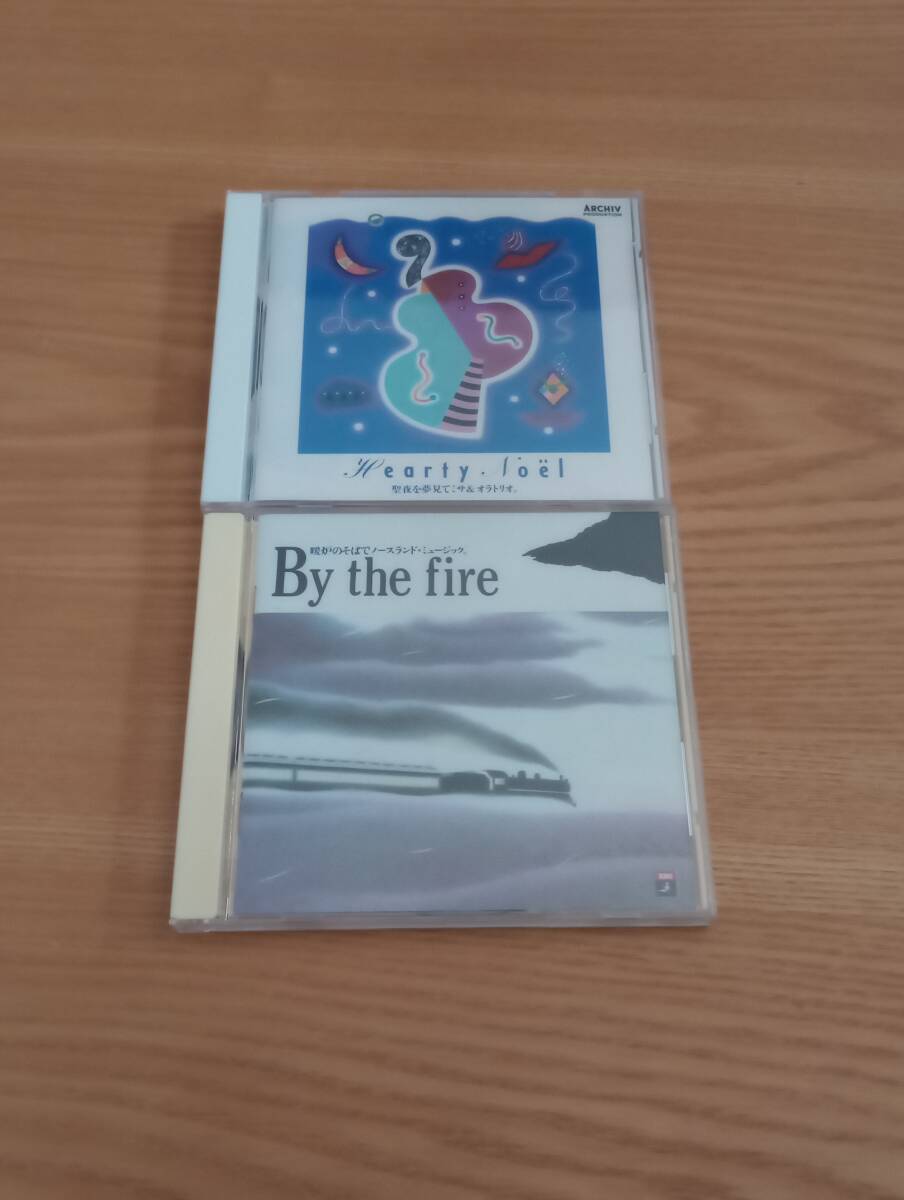 ARCHIV
PRODUKTION
Hearty Noël
聖夜を夢見てミサ&オラトリオ。
暖炉のそばでノースランド・ミュージック。
By the fire